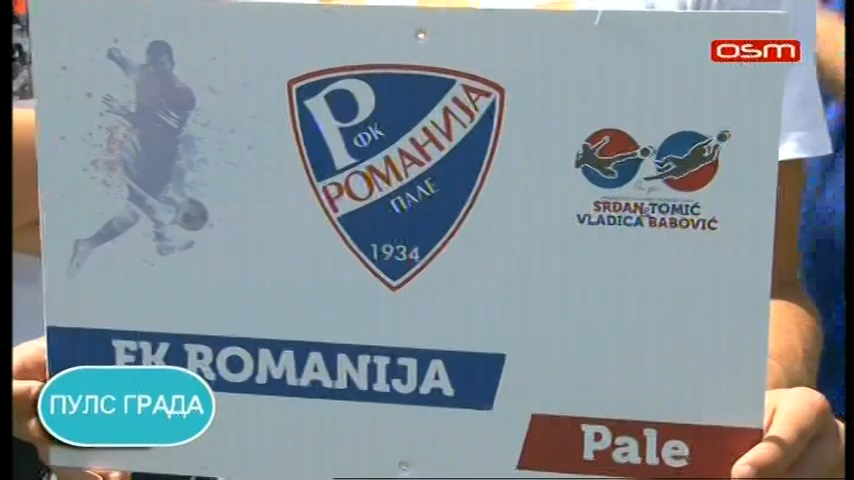 OSM
Р
ФК
РОМАНИЈА
ПАЛЕ
1934
SRĐAN TOMIĆ
VLADICA BABOVIĆ
FK ROMANIJA
ПУЛС ГРАДА
Pale